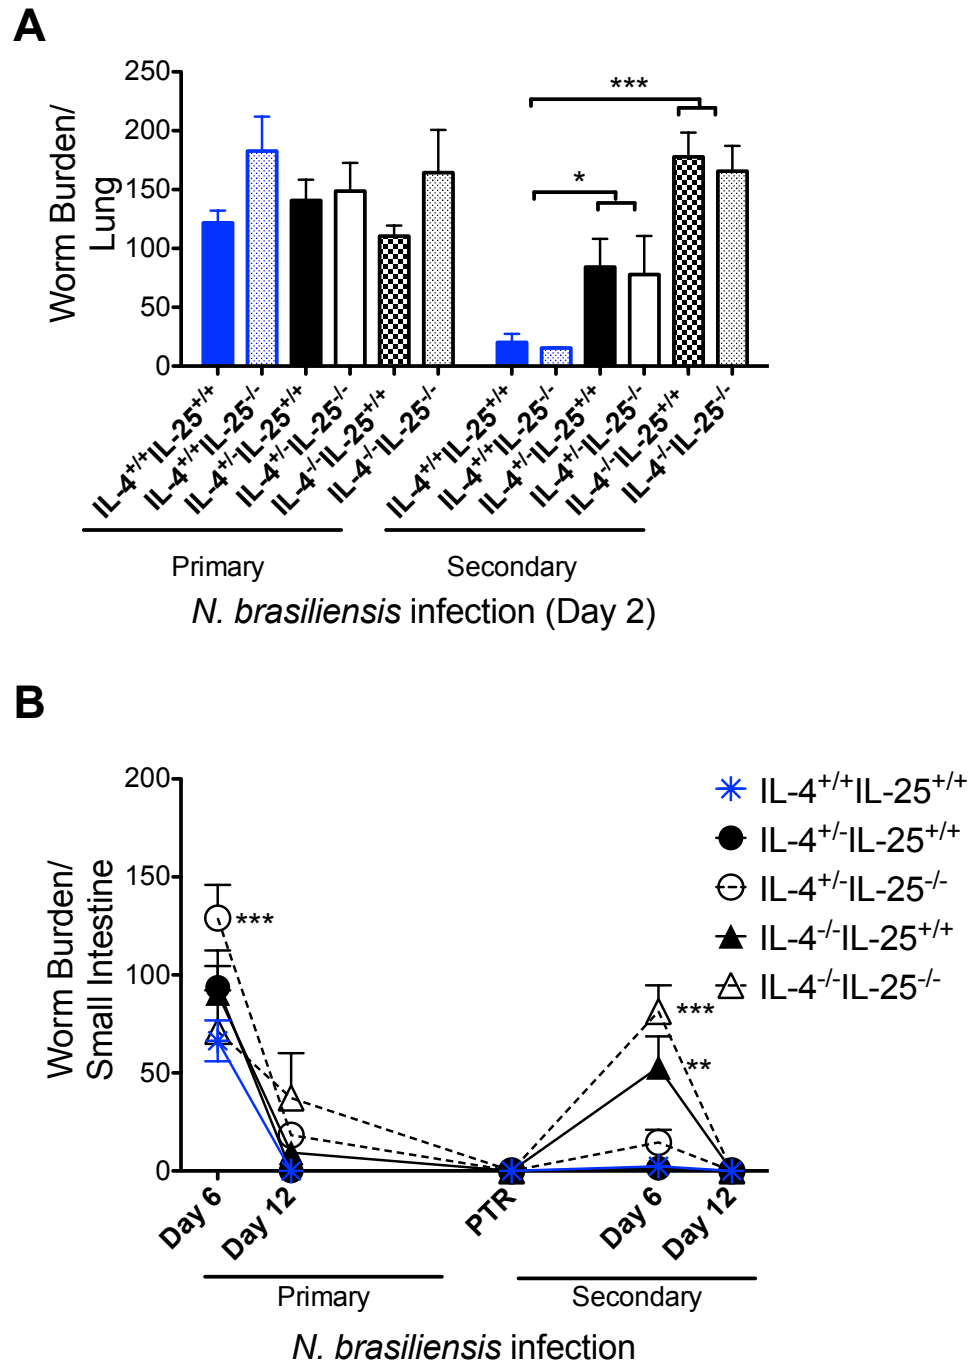 A
250
200
150
100
50
0
Worm Burden/
Lung
***
*
IL-4+/+IL-25+/+
IL-4+/+IL-25-/-
IL-4+/-IL-25+/+
IL-4+/-IL-25-/-
IL-4-/-IL-25+/+
IL-4-/-IL-25-/-
IL-4+/+IL-25+/+
IL-4+/+IL-25-/-
IL-4+/-IL-25+/+
IL-4+/-IL-25-/-
IL-4-/-IL-25+/+
IL-4-/-IL-25-/-
Primary
Secondary
N. brasiliensis infection (Day 2)
B
200
150
100
50
0
Worm Burden/
Small Intestine
***
***
**
IL-4+/+IL-25+/+
IL-4+/-IL-25+/+
IL-4+/-IL-25-/-
IL-4-/-IL-25+/+
IL-4-/-IL-25-/-
Day 6
Day 12
PTR
Day 6
Day 12
Primary
Secondary
N. brasiliensis infection